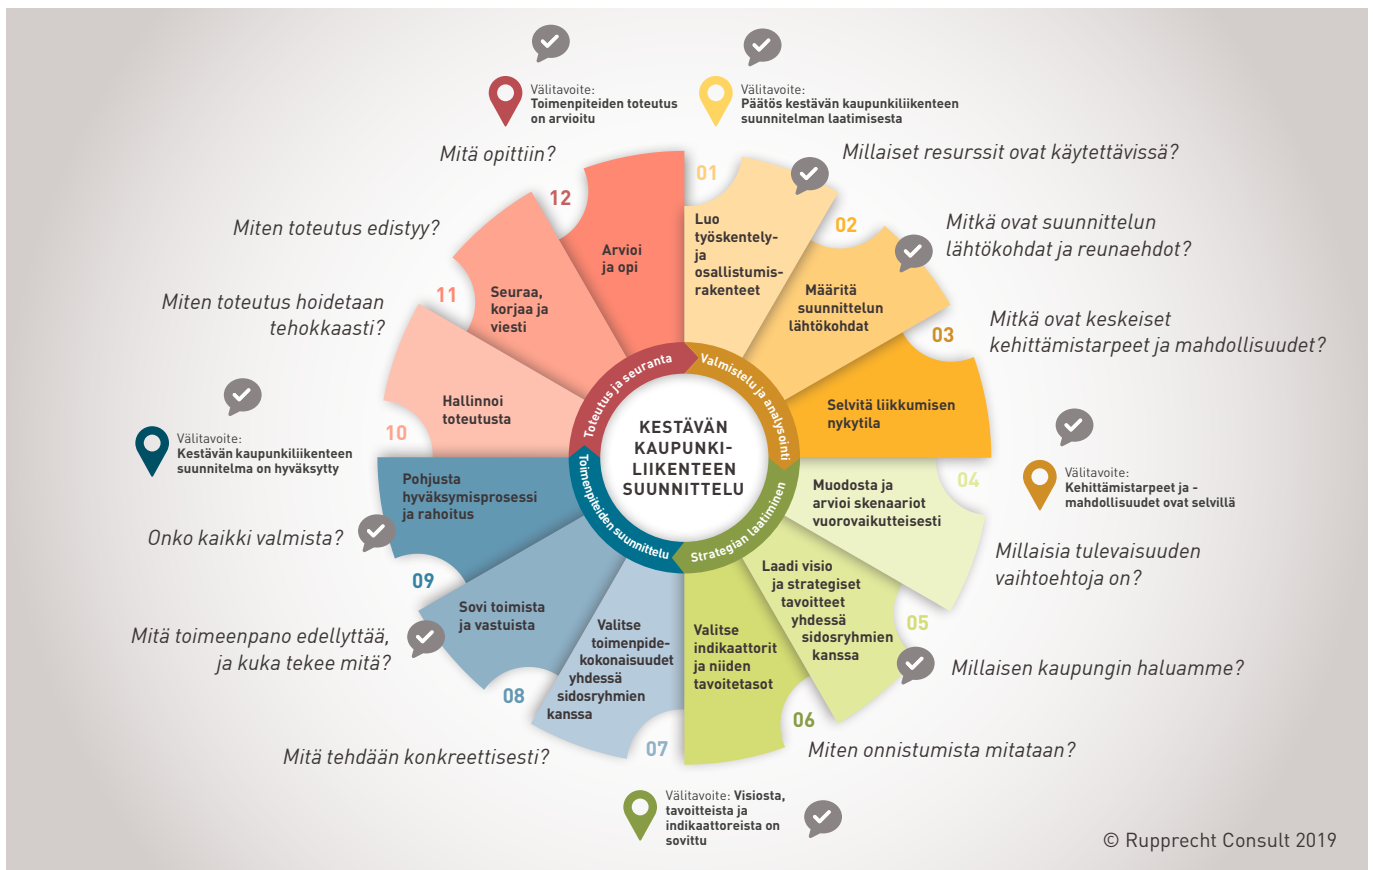 Välitavoite:
Toimenpiteiden toteutus
on arvioitu
Välitavoite:
Päätös kestävän kaupunkiliikenteen
suunnitelman laatimisesta
Mitä opittiin?
Millaiset resurssit ovat käytettävissä?
Miten toteutus edistyy?
Mitkä ovat suunnittelun
lähtökohdat ja reunaehdot?
Miten toteutus hoidetaan
tehokkaasti?
Mitkä ovat keskeiset
kehittämistarpeet ja mahdollisuudet?
01
Luo
työskentely-
ja
osallistumis-
rakenteet
02
Määritä
suunnittelun
lähtökohdat
03
Selvitä liikkumisen
nykytila
04
Muodosta ja
arvioi skenaariot
vuorovaikutteisesti
05
Laadi visio
ja strategiset
tavoitteet
yhdessä
sidosryhmien
kanssa
06
Valitse
indikaattorit
ja niiden
tavoitetasot
07
Valitse
toimenpide-
kokonaisuudet
yhdessä
sidosryhmien
kanssa
08
Sovi toimista
ja vastuista
09
Pohjusta
hyväksymisprosessi
ja rahoitus
10
Hallinnoi
toteutusta
11
Seuraa,
korjaa ja
viesti
12
Arvioi
ja opi
Valmistelu ja analysointi
Strategian laatiminen
Toimenpiteiden suunnittelu
Toteutus ja seuranta
KESTÄVÄN
KAUPUNKI-
LIIKENTEEN
SUUNNITTELU
Välitavoite:
Kestävän kaupunkiliikenteen
suunnitelma on hyväksytty
Välitavoite:
Kehittämistarpeet ja -
mahdollisuudet ovat selvillä
Onko kaikki valmista?
Millaisia tulevaisuuden
vaihtoehtoja on?
Mitä toimeenpano edellyttää,
ja kuka tekee mitä?
Millaisen kaupungin haluamme?
Mitä tehdään konkreettisesti?
Miten onnistumista mitataan?
Välitavoite: Visiosta,
tavoitteista ja
indikaattoreista on
sovittu
© Rupprecht Consult 2019